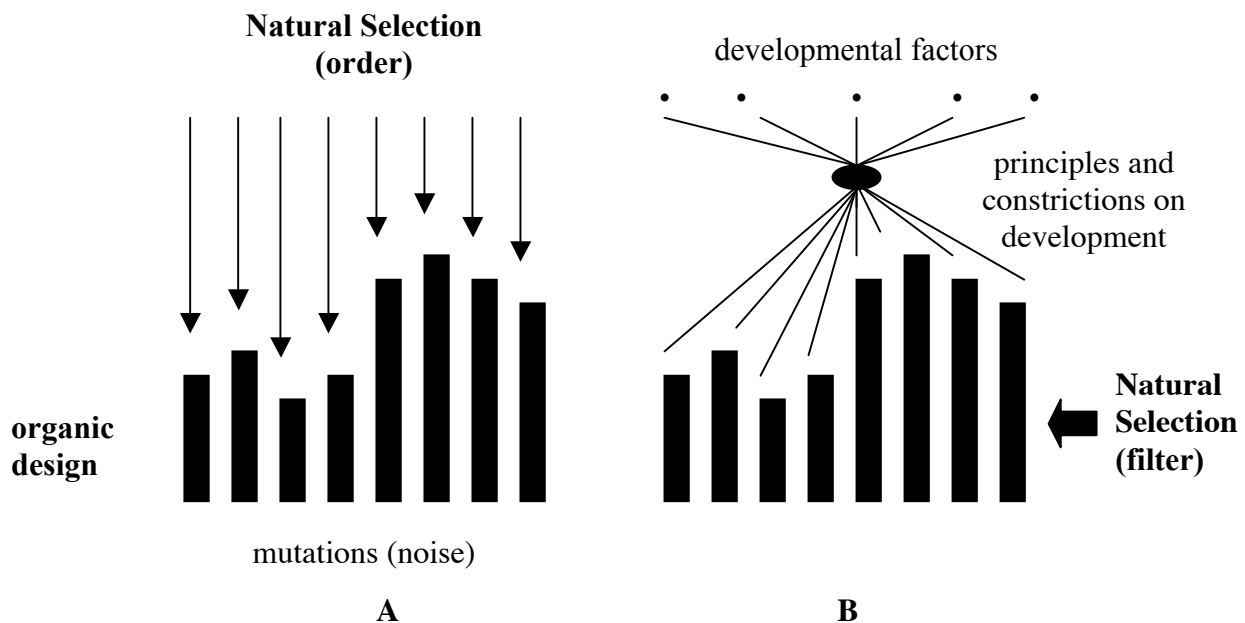 Natural Selection
(order)
organic
design
mutations (noise)
A
developmental factors
principles and
constrictions on
development
Natural
Selection
(filter)
B